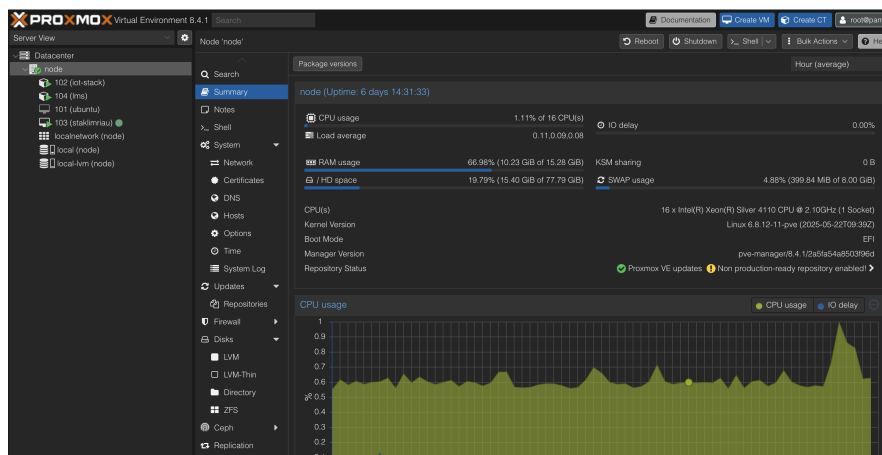 PROXMOX Virtual Environment 8.4.1 Search
Documentation Create VM Create CT root@pam
Server View
Node 'node'
Reboot Shutdown Shell Bulk Actions
Datacenter
node
102 (iot-stack)
104 (lms)
101 (ubuntu)
103 (staklimriau)
localnetwork (node)
local (node)
local-lvm (node)
Search
Summary
Notes
Shell
System
Network
Certificates
DNS
Hosts
Options
Time
System Log
Updates
Repositories
Firewall
Disks
LVM
LVM-Thin
Directory
ZFS
Ceph
Replication
Package versions
Hour (average)
node (Uptime: 6 days 14:31:33)
CPU usage 1.11% of 16 CPU(s)
IO delay 0.00%
Load average 0.11,0.09,0.08
RAM usage 66.98% (10.23 GiB of 15.28 GiB)
KSM sharing 0 B
/ HD space 19.79% (15.40 GiB of 77.79 GiB)
SWAP usage 4.88% (399.84 MiB of 8.00 GiB)
CPU(s) 16 x Intel(R) Xeon(R) Silver 4110 CPU @ 2.10GHz (1 Socket)
Kernel Version Linux 6.8.12-11-pve (2025-05-22T09:39Z)
Boot Mode EFI
Manager Version pve-manager/8.4.1/2a5fa54a8503f96d
Repository Status Proxmox VE updates Non production-ready repository enabled!
CPU usage
CPU usage IO delay
1
0.9
0.8
0.7
0.6
%
0.5
0.4
0.3
0.2